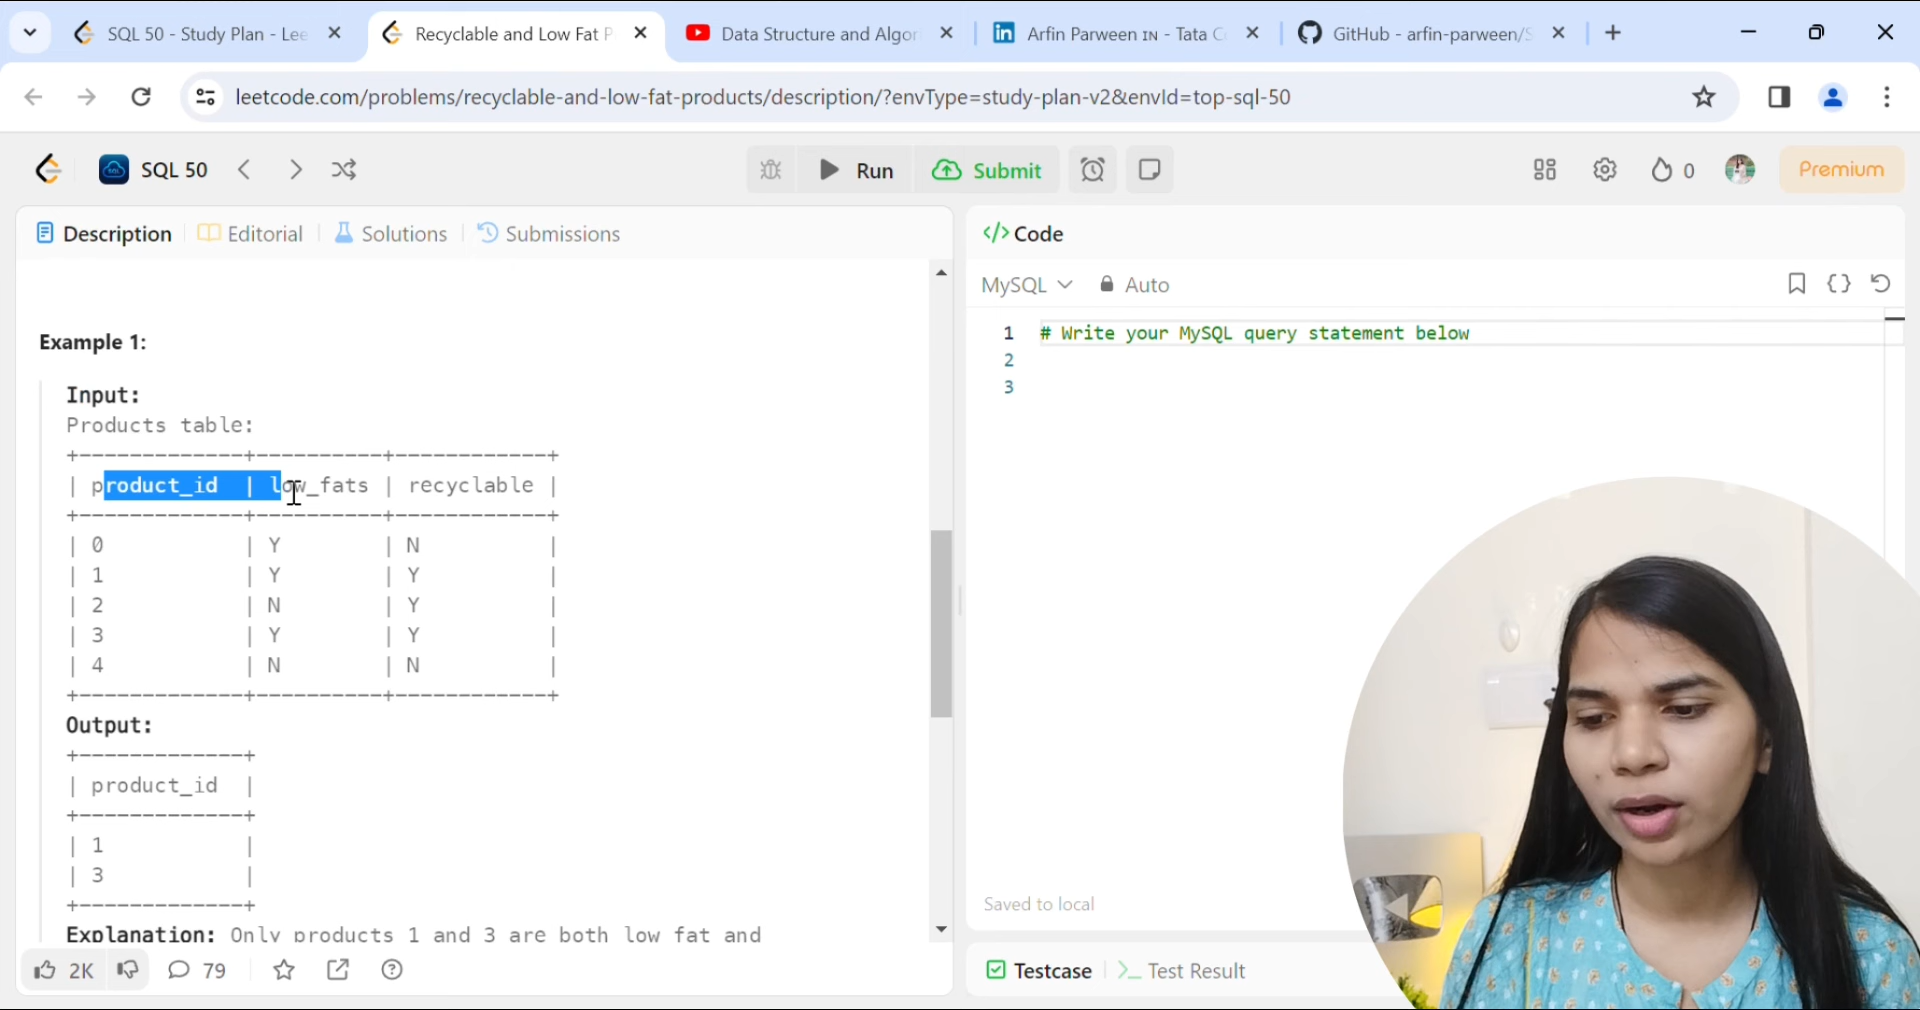 SQL 50 - Study Plan - Lee
Recyclable and Low Fat P
Data Structure and Algor
Arfin Parween IN - Tata Co
GitHub - arfin-parween/S
leetcode.com/problems/recyclable-and-low-fat-products/description/?envType=study-plan-v2&envId=top-sql-50
SQL 50
Run
Submit
0
Premium
Description
Editorial
Solutions
Submissions
</> Code
MySQL
Auto
1 # Write your MySQL query statement below
2
3
Example 1:
Input:
Products table:
+-------------+----------+------------+
| product_id | low_fats | recyclable |
+-------------+----------+------------+
| 0 | Y | N |
| 1 | Y | Y |
| 2 | N | Y |
| 3 | Y | Y |
| 4 | N | N |
+-------------+----------+------------+
Output:
+-------------+
| product_id |
+-------------+
| 1 |
| 3 |
+-------------+
Explanation: Only products 1 and 3 are both low fat and
2K
79
Saved to local
Testcase
Test Result